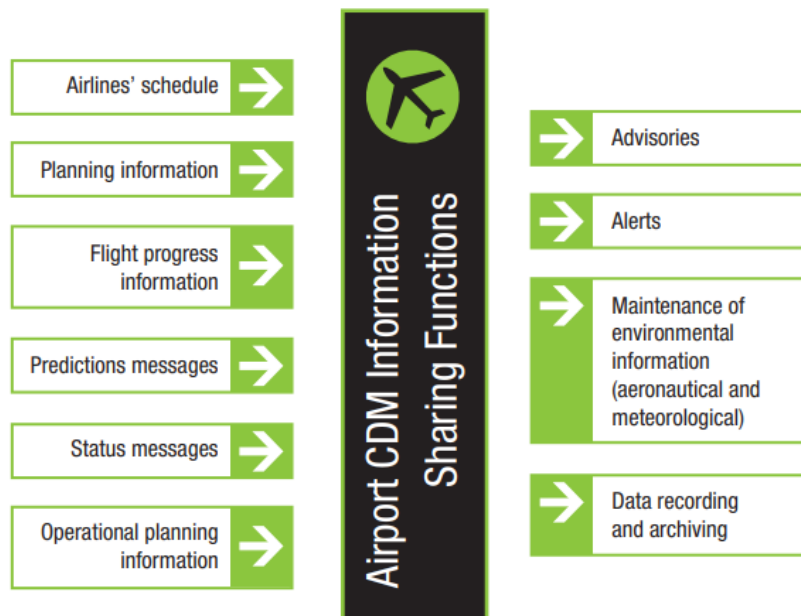 Airlines’ schedule
Planning information
Flight progress
information
Predictions messages
Status messages
Operational planning
information
Airport CDM Information
Sharing Functions
Advisories
Alerts
Maintenance of
environmental
information
(aeronautical and
meteorological)
Data recording
and archiving